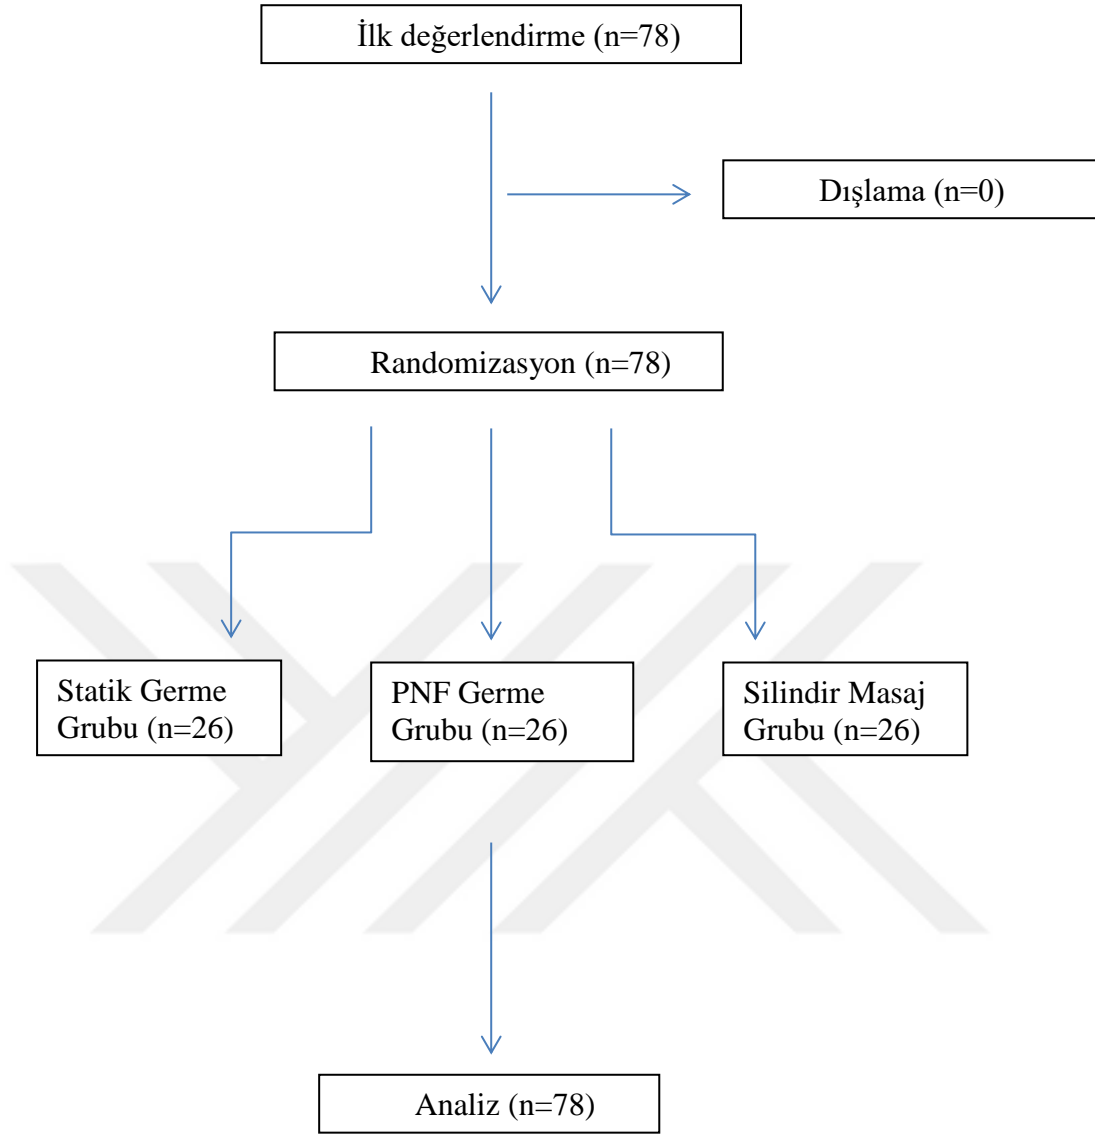 İlk değerlendirme (n=78)
Dışlama (n=0)
Randomizasyon (n=78)
Statik Germe
Grubu (n=26)
PNF Germe
Grubu (n=26)
Silindir Masaj
Grubu (n=26)
Analiz (n=78)